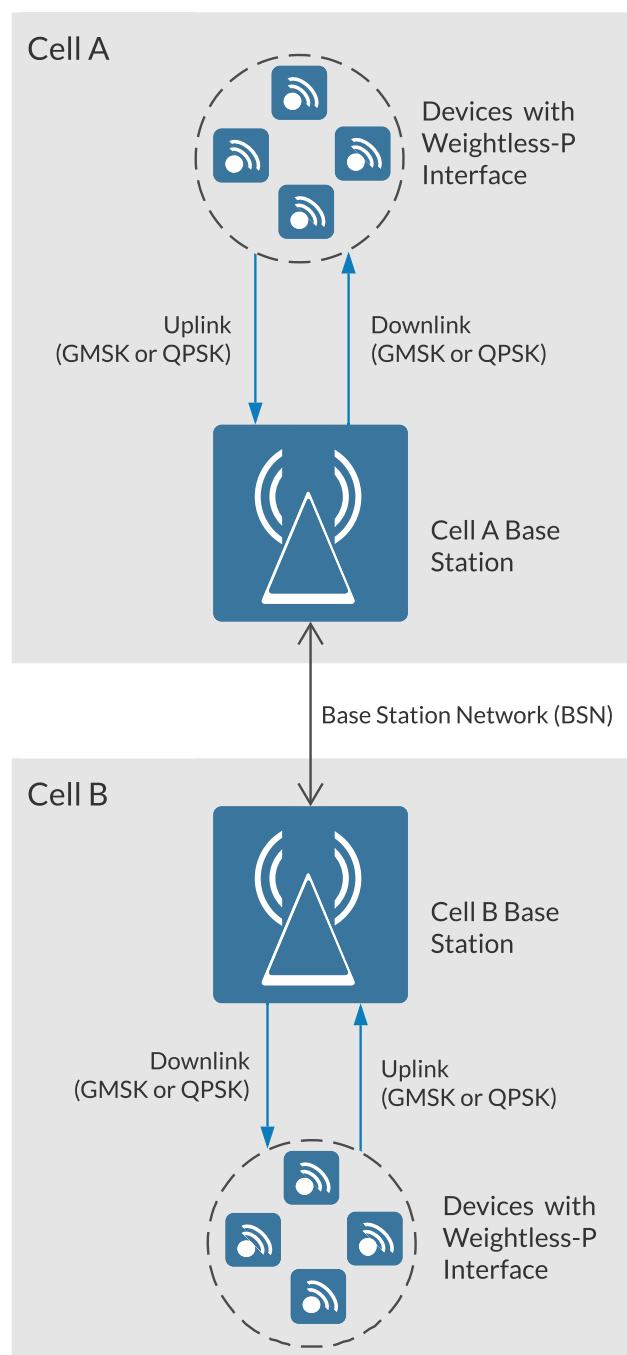 Cell A
Devices with
Weightless-P
Interface
Uplink
(GMSK or QPSK)
Downlink
(GMSK or QPSK)
Cell A Base
Station
Base Station Network (BSN)
Cell B
Cell B Base
Station
Downlink
(GMSK or QPSK)
Uplink
(GMSK or QPSK)
Devices with
Weightless-P
Interface